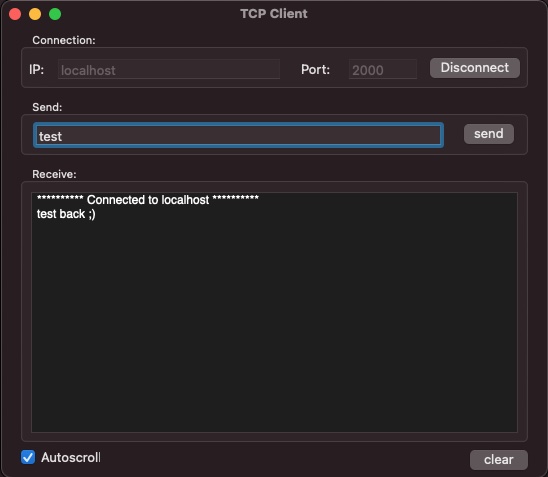 TCP Client
Connection:
IP: localhost Port: 2000 Disconnect
Send:
test send
Receive:
********** Connected to localhost **********
test back ;)
Autoscroll clear